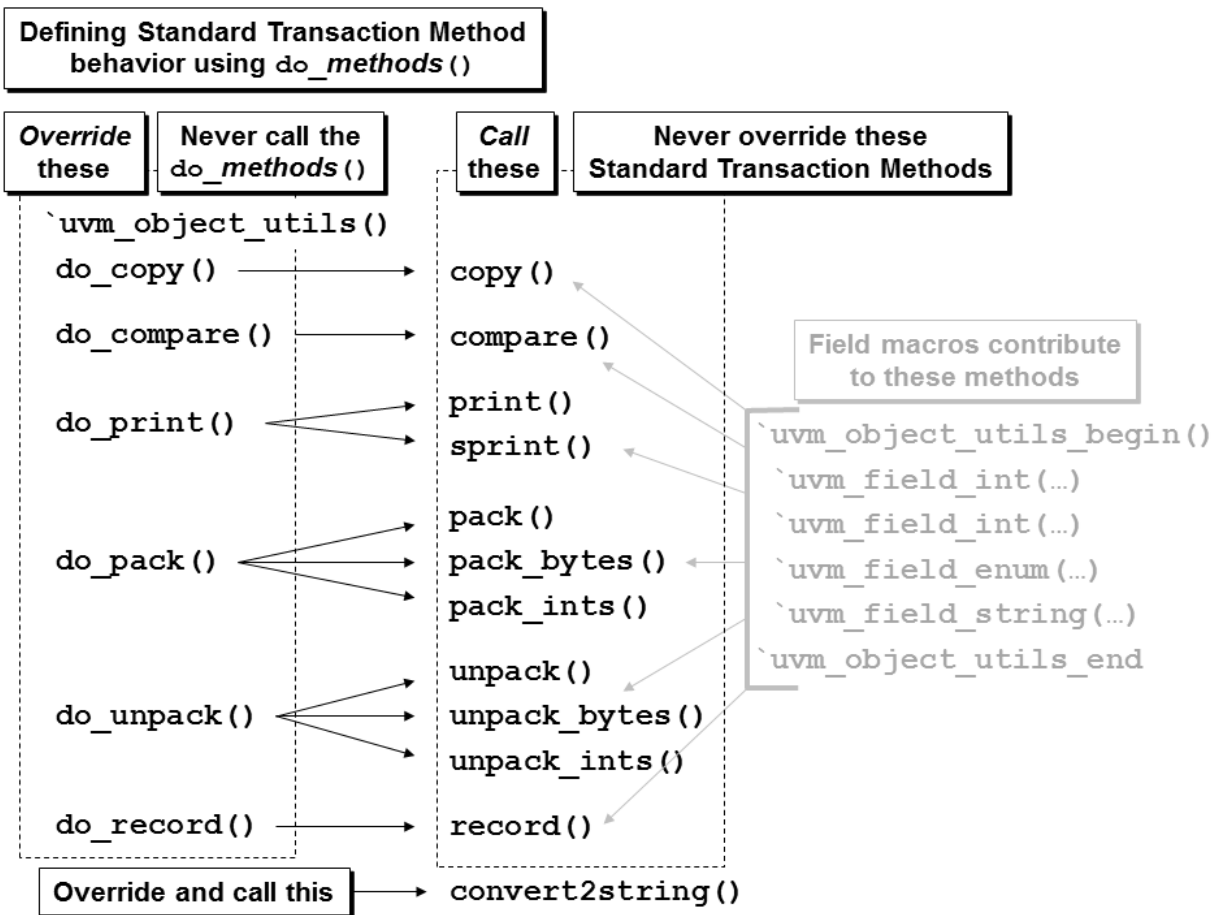 Defining Standard Transaction Method
behavior using do_methods()
Override
these
Never call the
do_methods()
Call
these
Never override these
Standard Transaction Methods
`uvm_object_utils()
do_copy()
copy()
do_compare()
compare()
do_print()
print()
sprint()
do_pack()
pack()
pack_bytes()
pack_ints()
do_unpack()
unpack()
unpack_bytes()
unpack_ints()
do_record()
record()
Field macros contribute
to these methods
`uvm_object_utils_begin()
`uvm_field_int(…)
`uvm_field_int(…)
`uvm_field_enum(…)
`uvm_field_string(…)
`uvm_object_utils_end
Override and call this
convert2string()